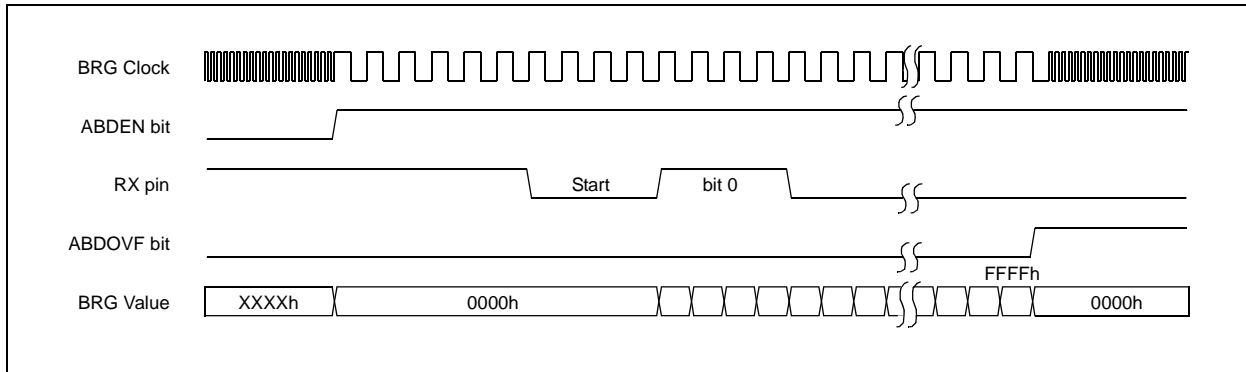 BRG Clock
ABDEN bit
RX pin
Start
bit 0
ABDOVF bit
FFFFh
BRG Value
XXXXh
0000h
0000h